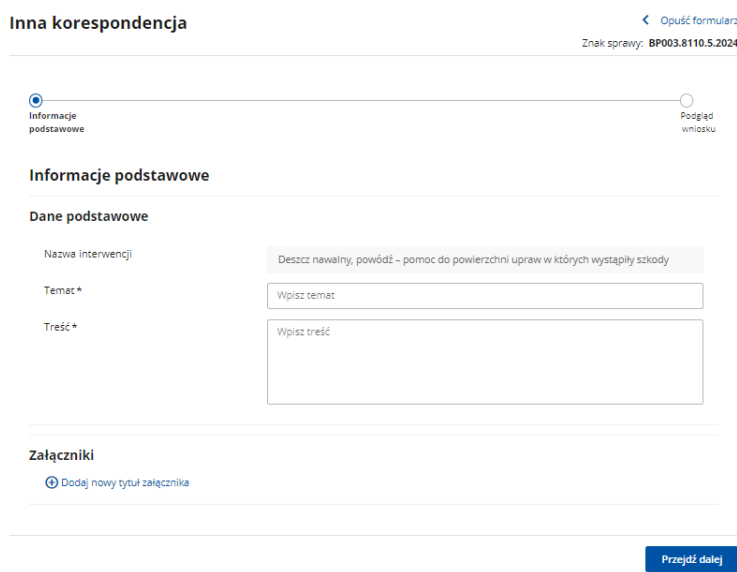 Inna korespondencja
Opuść formularz
Znak sprawy: BP003.8110.5.2024
Informacje
podstawowe
Podgląd
wniosku
Informacje podstawowe
Dane podstawowe
Nazwa interwencji
Deszcz nawalny, powódź – pomoc do powierzchni upraw w których wystąpiły szkody
Temat *
Wpisz temat
Treść *
Wpisz treść
Załączniki
Dodaj nowy tytuł załącznika
Przejdź dalej